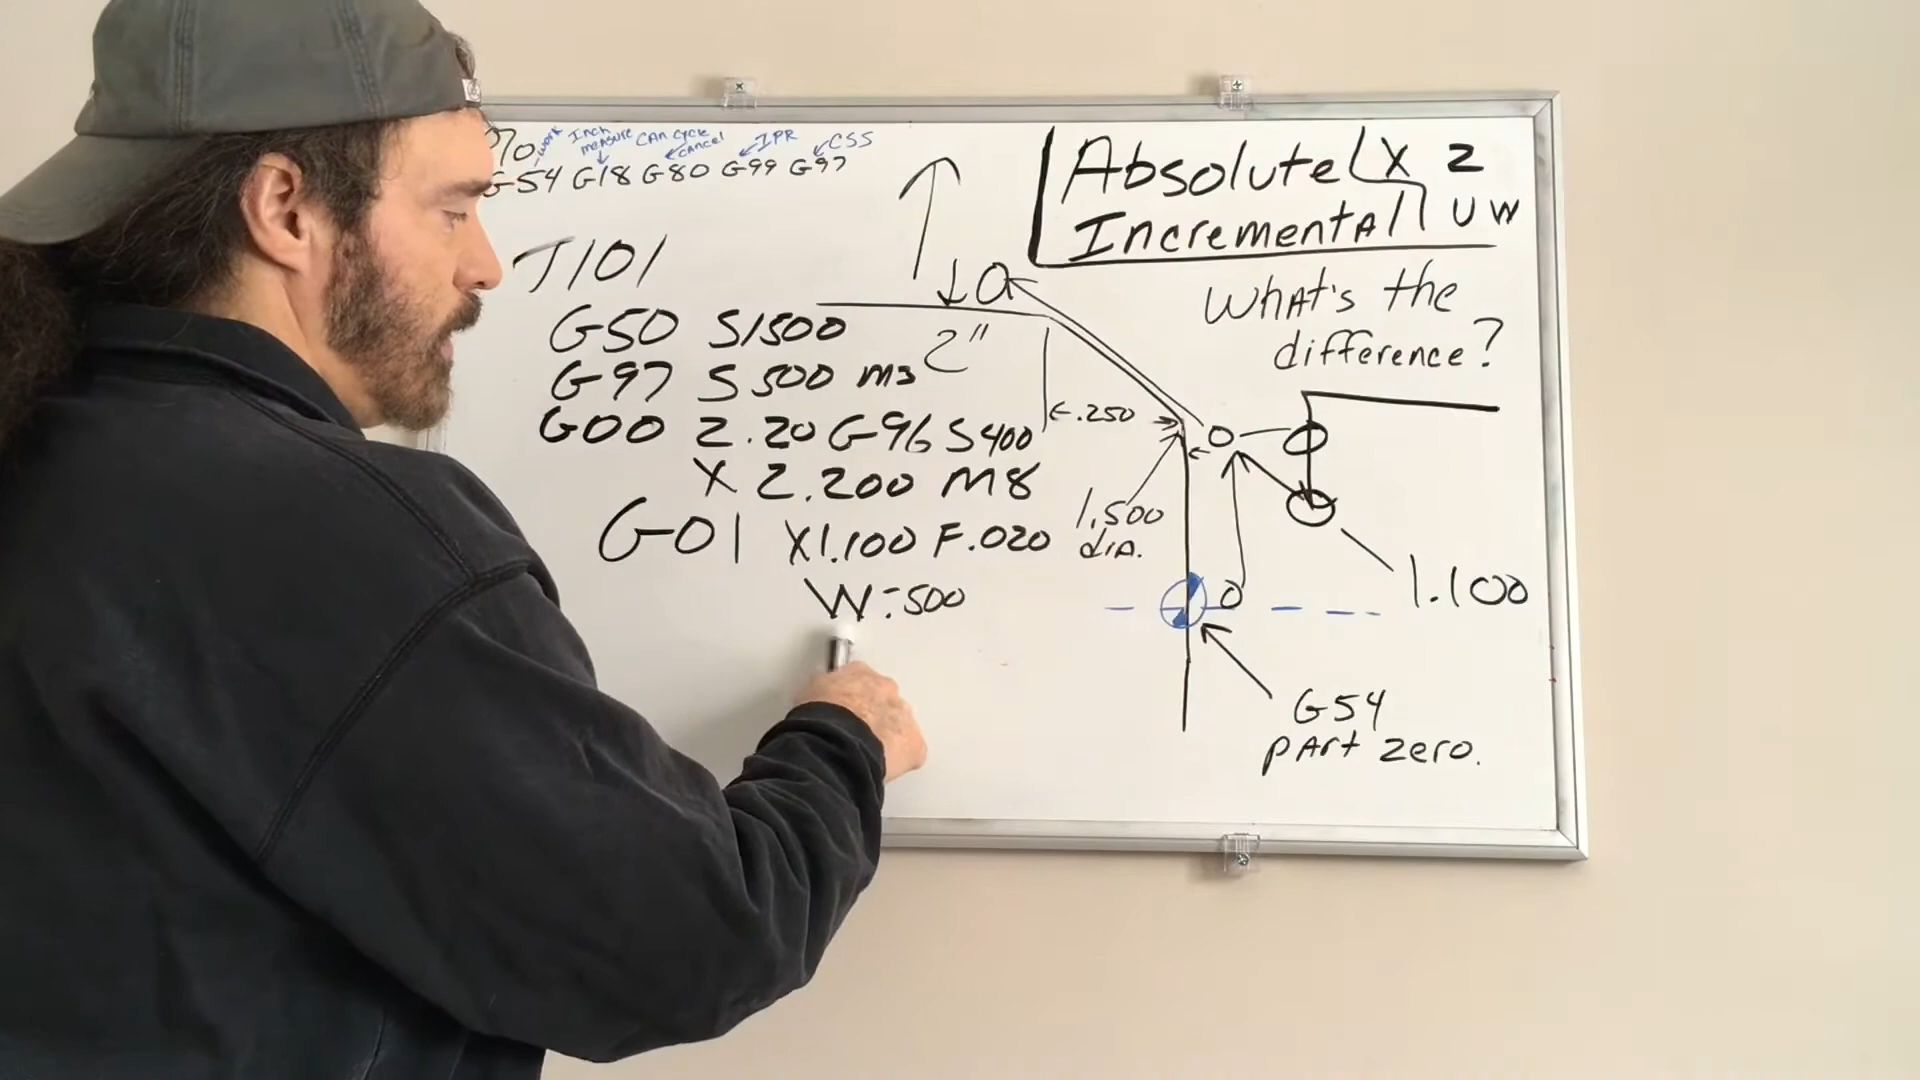 %
work
Inch measure
CAn cycle cancel
IPR
CSS
G54 G18 G80 G99 G97
T101
G50 S1500
G97 S500 m3
G00 Z.20 G96 S400
X 2.200 M8
G01 X1.100 F.020
W-.500
Absolute X Z
IncrementAl U W
WhAt's the
difference?
2"
.250
1.500
diA.
1.100
G54
pArt zero.